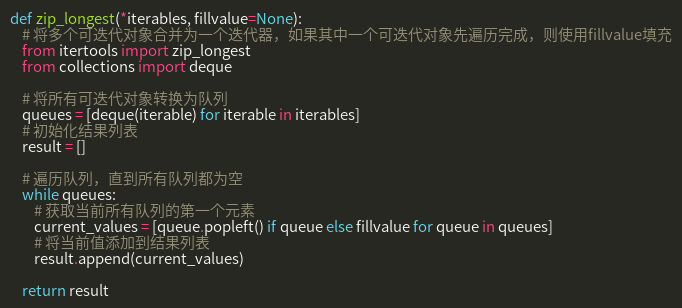 def zip_longest(*iterables, fillvalue=None):
# 将多个可迭代对象合并为一个迭代器，如果其中一个可迭代对象先遍历完成，则使用fillvalue填充
from itertools import zip_longest
from collections import deque
# 将所有可迭代对象转换为队列
queues = [deque(iterable) for iterable in iterables]
# 初始化结果列表
result = []
# 遍历队列，直到所有队列都为空
while queues:
# 获取当前所有队列的第一个元素
current_values = [queue.popleft() if queue else fillvalue for queue in queues]
# 将当前值添加到结果列表
result.append(current_values)
return result